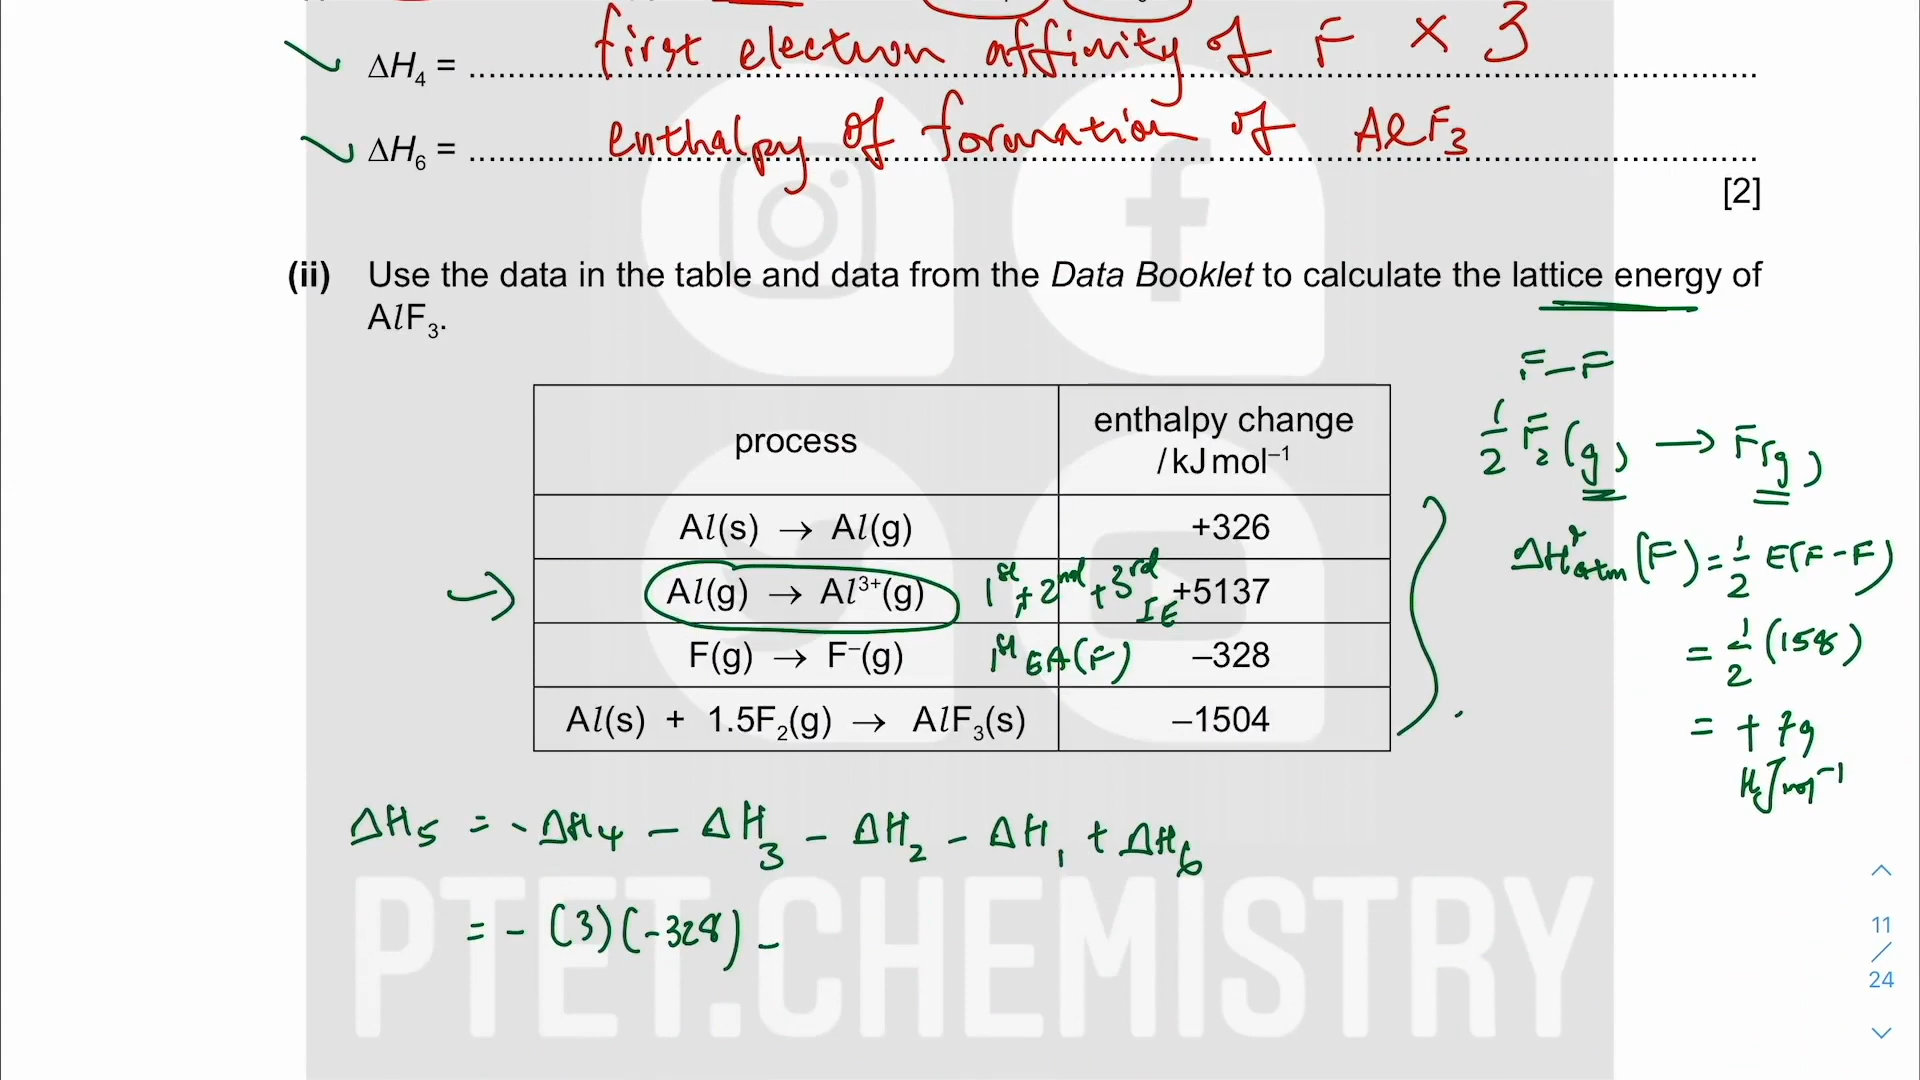 ΔH₄ = first electron affinity of F × 3
ΔH₆ = enthalpy of formation of AlF₃
[2]
(ii) Use the data in the table and data from the Data Booklet to calculate the lattice energy of
AlF₃.
process
enthalpy change
/kJ mol⁻¹
Al(s) → Al(g) +326
Al(g) → Al³⁺(g) 1st + 2nd + 3rd IE +5137
F(g) → F⁻(g) 1st EA(F) –328
Al(s) + 1.5F₂(g) → AlF₃(s) –1504
F–F
1/2 F₂(g) → F(g)
ΔHatm (F) = 1/2 E(F-F)
= 1/2 (158)
= + 79
kJmol⁻¹
ΔH₅ = - ΔH₄ – ΔH₃ – ΔH₂ – ΔH₁ + ΔH₆
= - (3)(-328) –
PTET.CHEMISTRY
11
/
24